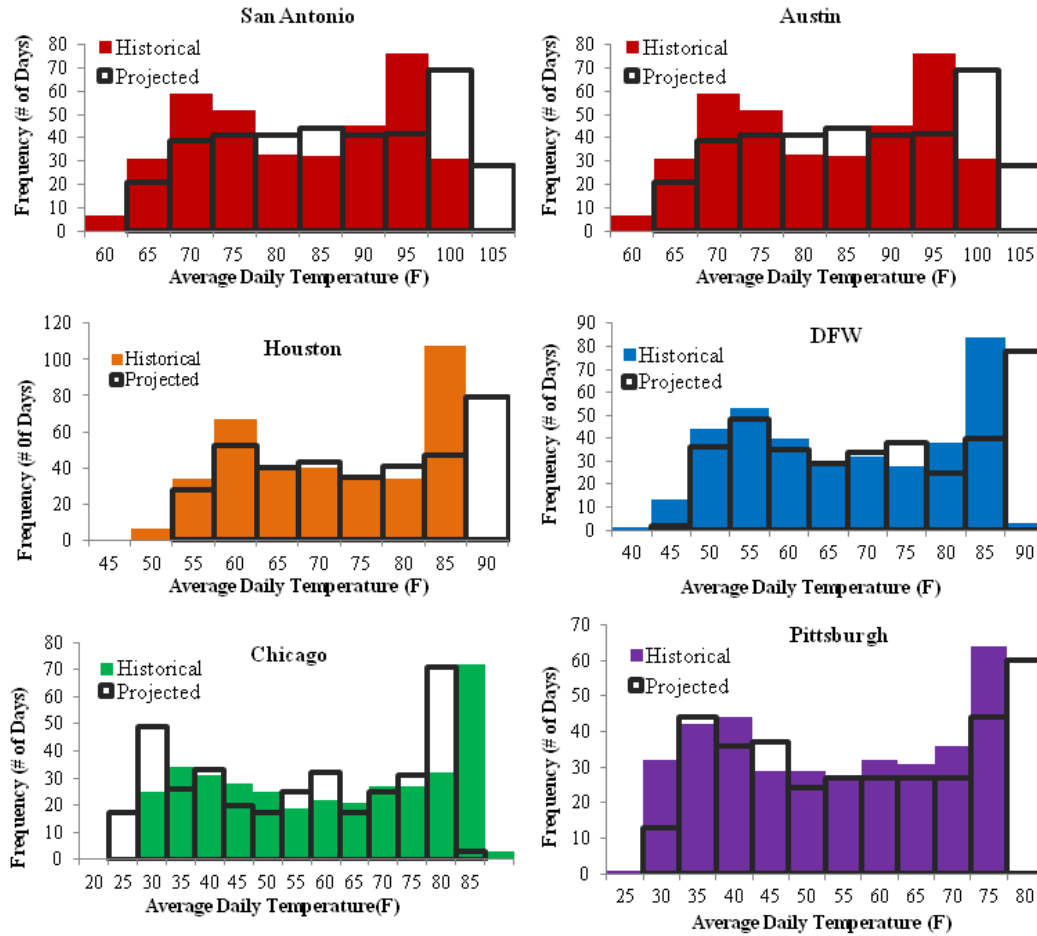 San Antonio
Historical
Projected
Frequency (# of Days)
80
70
60
50
40
30
20
10
0
60 65 70 75 80 85 90 95 100 105
Average Daily Temperature (F)
Austin
Historical
Projected
Frequency (# of Days)
80
70
60
50
40
30
20
10
0
60 65 70 75 80 85 90 95 100 105
Average Daily Temperature (F)
Houston
Historical
Projected
Frequency (# 0f Days)
120
100
80
60
40
20
0
45 50 55 60 65 70 75 80 85 90
Average Daily Temperature (F)
DFW
Historical
Projected
Frequency (# of Days)
90
80
70
60
50
40
30
20
10
0
40 45 50 55 60 65 70 75 80 85 90
Average Daily Temperature (F)
Chicago
Historical
Projected
Frequency (# of Days)
80
70
60
50
40
30
20
10
0
20 25 30 35 40 45 50 55 60 65 70 75 80 85
Average Daily Temperature(F)
Pittsburgh
Historical
Projected
Frequency (# of Days)
70
60
50
40
30
20
10
0
25 30 35 40 45 50 55 60 65 70 75 80
Average Daily Temperature (F)